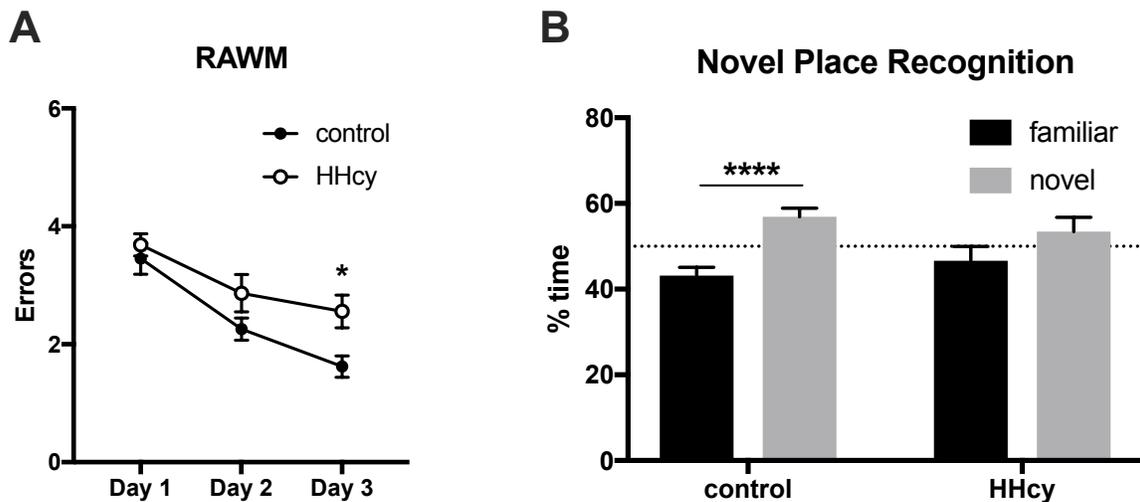 A
RAWM
6
4
2
0
Errors
control
HHcy
*
Day 1 Day 2 Day 3
B
Novel Place Recognition
80
60
40
20
0
% time
familiar
novel
****
control HHcy